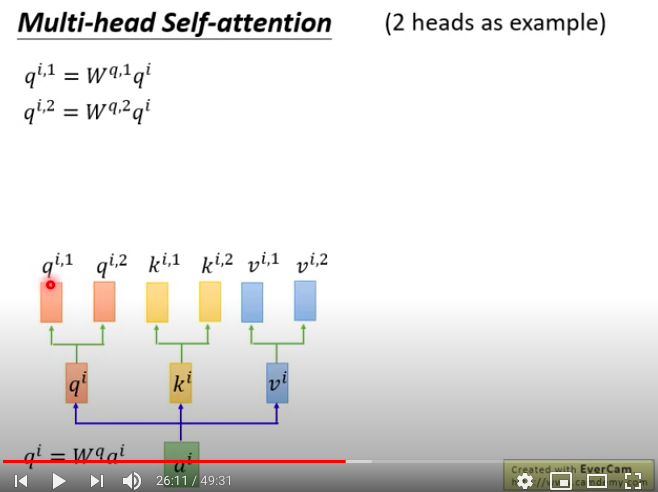 Multi-head Self-attention (2 heads as example)
q^{i,1} = W^{q,1}q^i
q^{i,2} = W^{q,2}q^i
q^{i,1} q^{i,2} k^{i,1} k^{i,2} v^{i,1} v^{i,2}
q^i k^i v^i
q^i = W^q a^i a^i
26:11 / 49:31
Created with EverCam